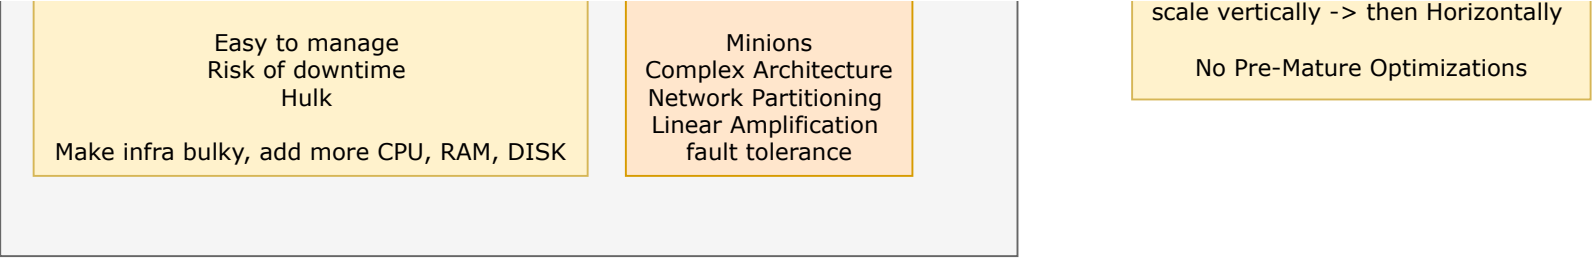 Easy to manage
Risk of downtime
Hulk
Make infra bulky, add more CPU, RAM, DISK
Minions
Complex Architecture
Network Partitioning
Linear Amplification
fault tolerance
scale vertically -> then Horizontally
No Pre-Mature Optimizations